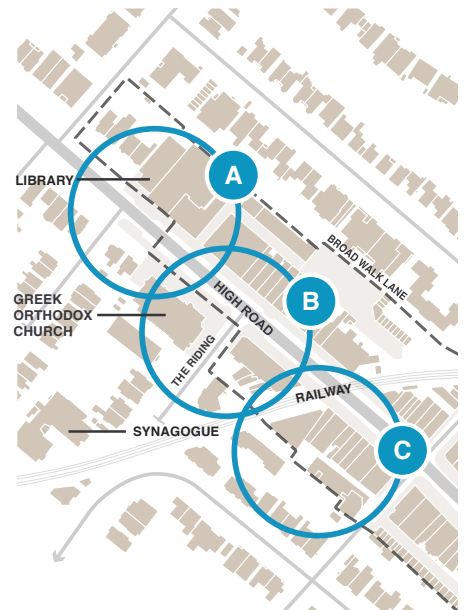 A
LIBRARY
BROAD WALK LANE
B
HIGH ROAD
GREEK
ORTHODOX
CHURCH
THE RIDING
RAILWAY
SYNAGOGUE
C